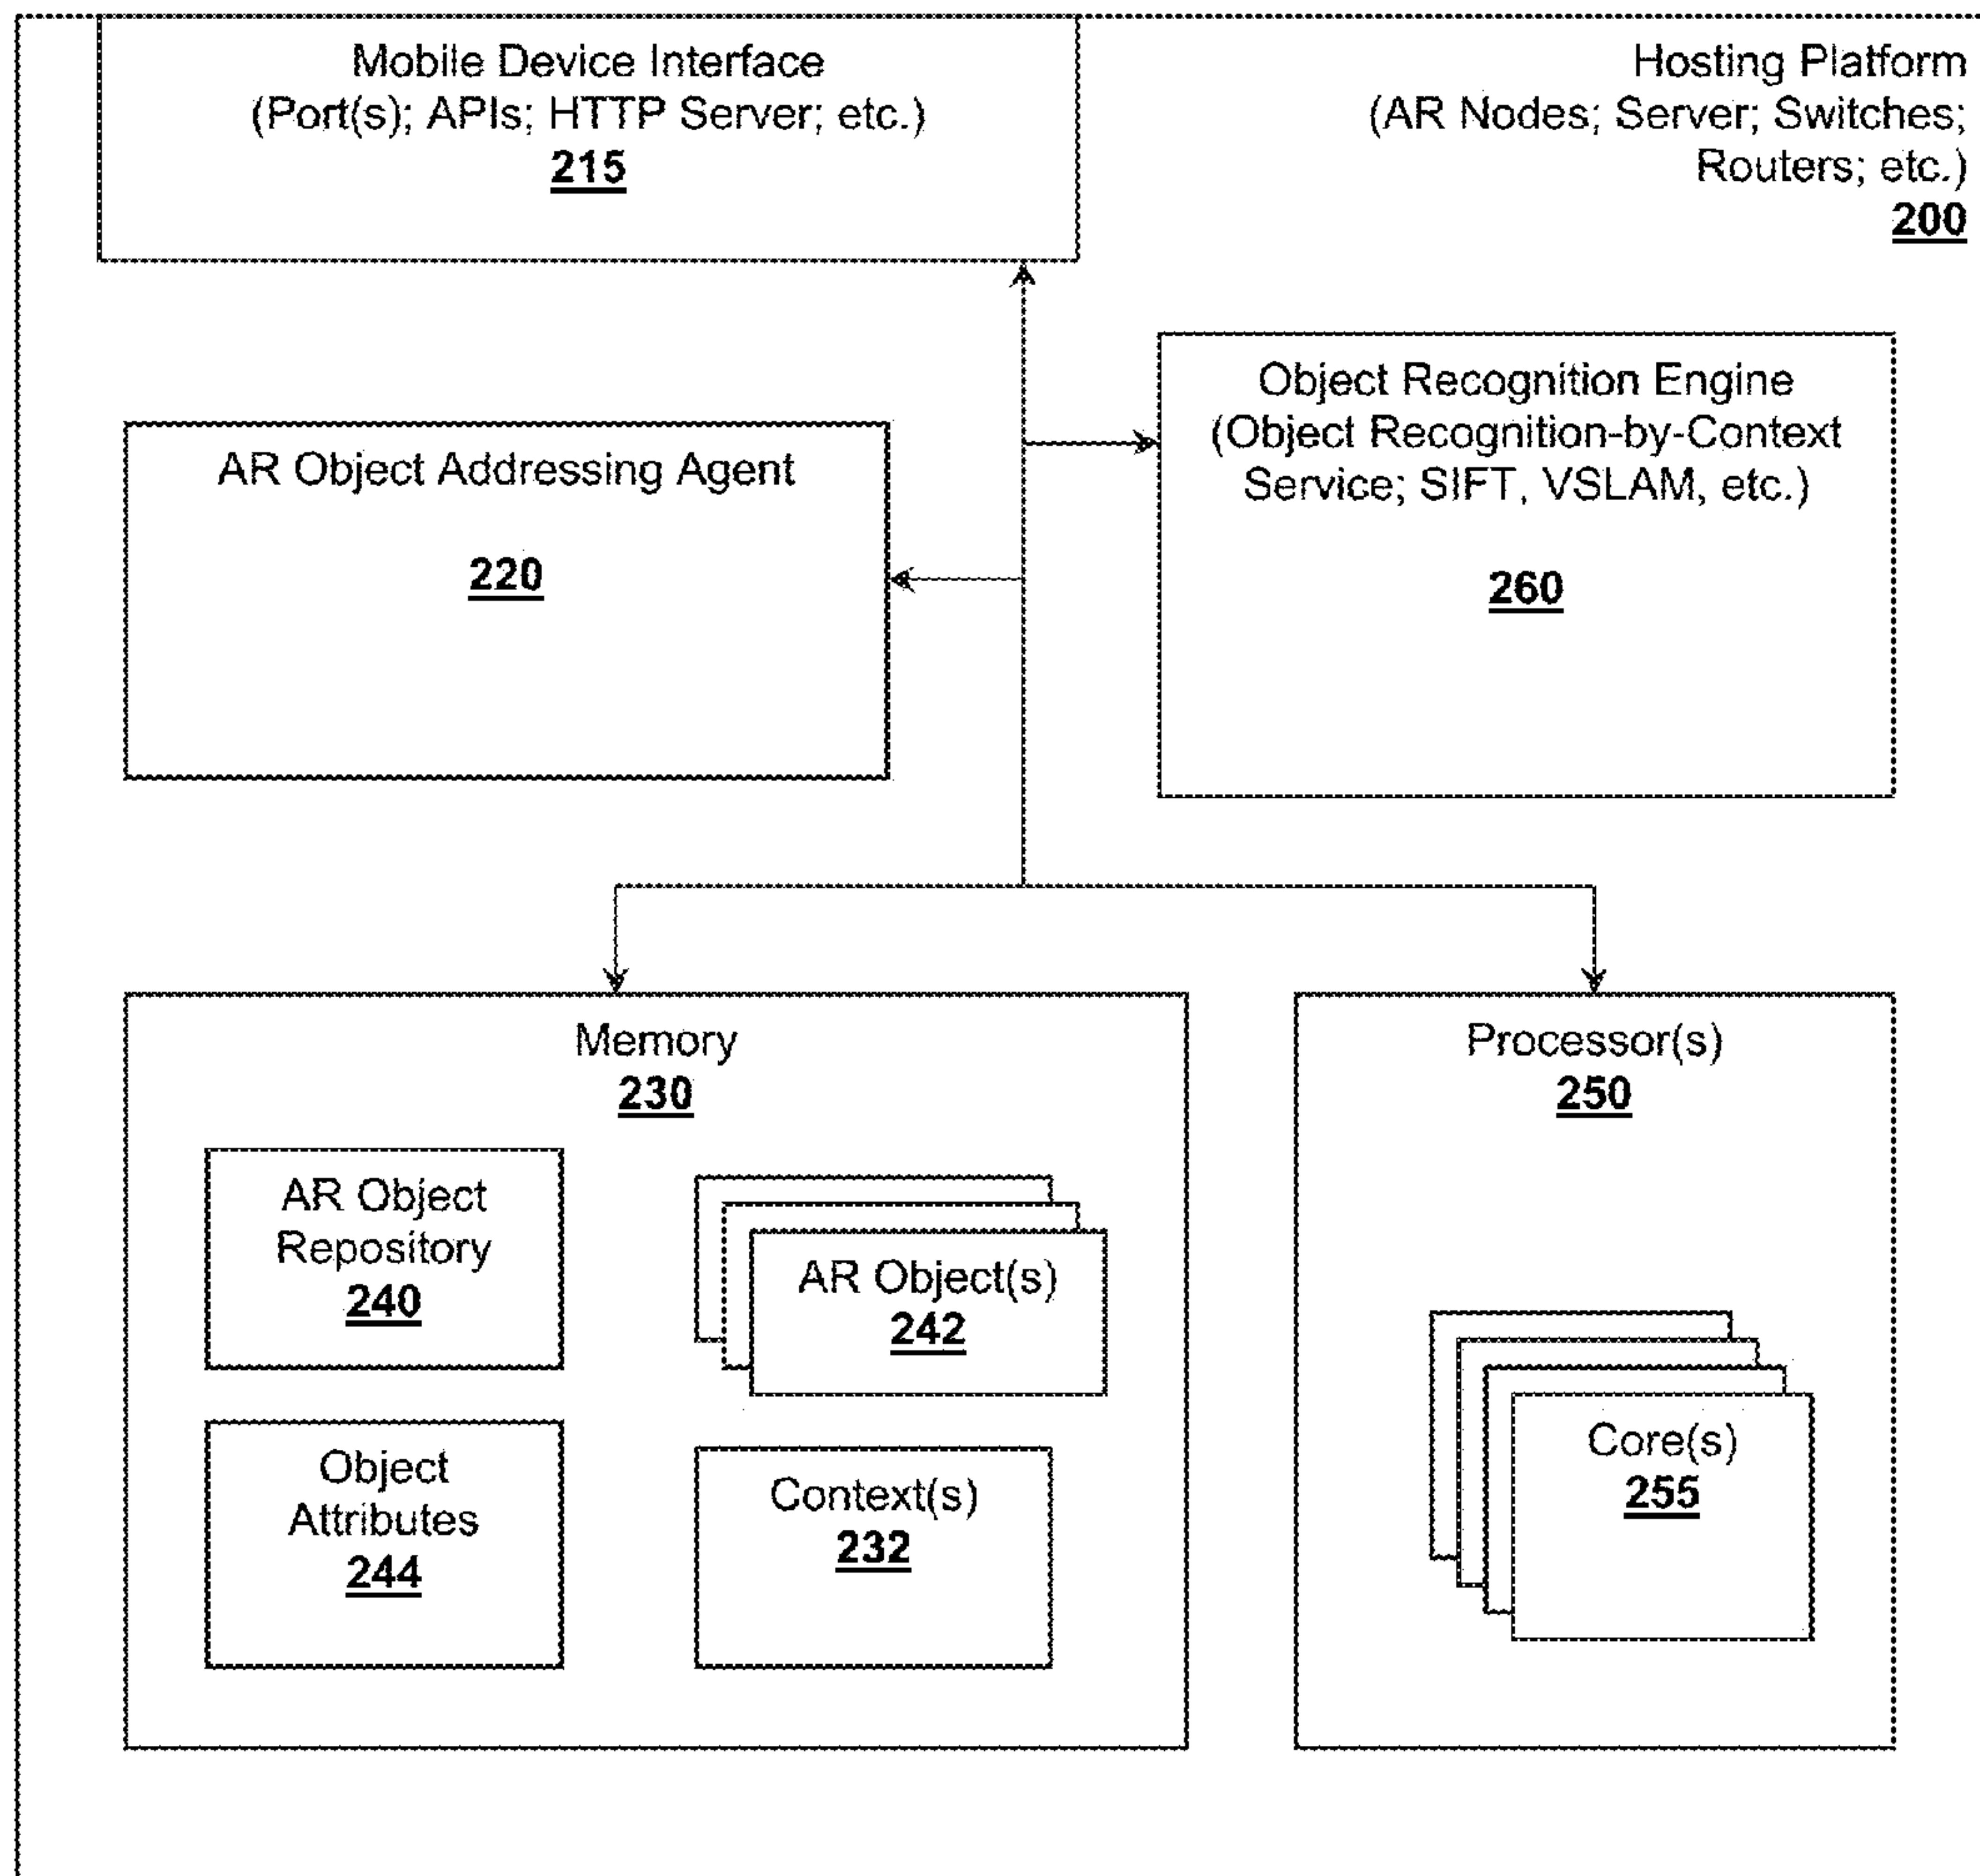 Mobile Device Interface
(Port(s); APIs; HTTP Server; etc.)
215
Hosting Platform
(AR Nodes; Server; Switches;
Routers; etc.)
200
Object Recognition Engine
(Object Recognition-by-Context
Service; SIFT, VSLAM, etc.)
260
AR Object Addressing Agent
220
Memory
230
AR Object
Repository
240
AR Object(s)
242
Object
Attributes
244
Context(s)
232
Processor(s)
250
Core(s)
255